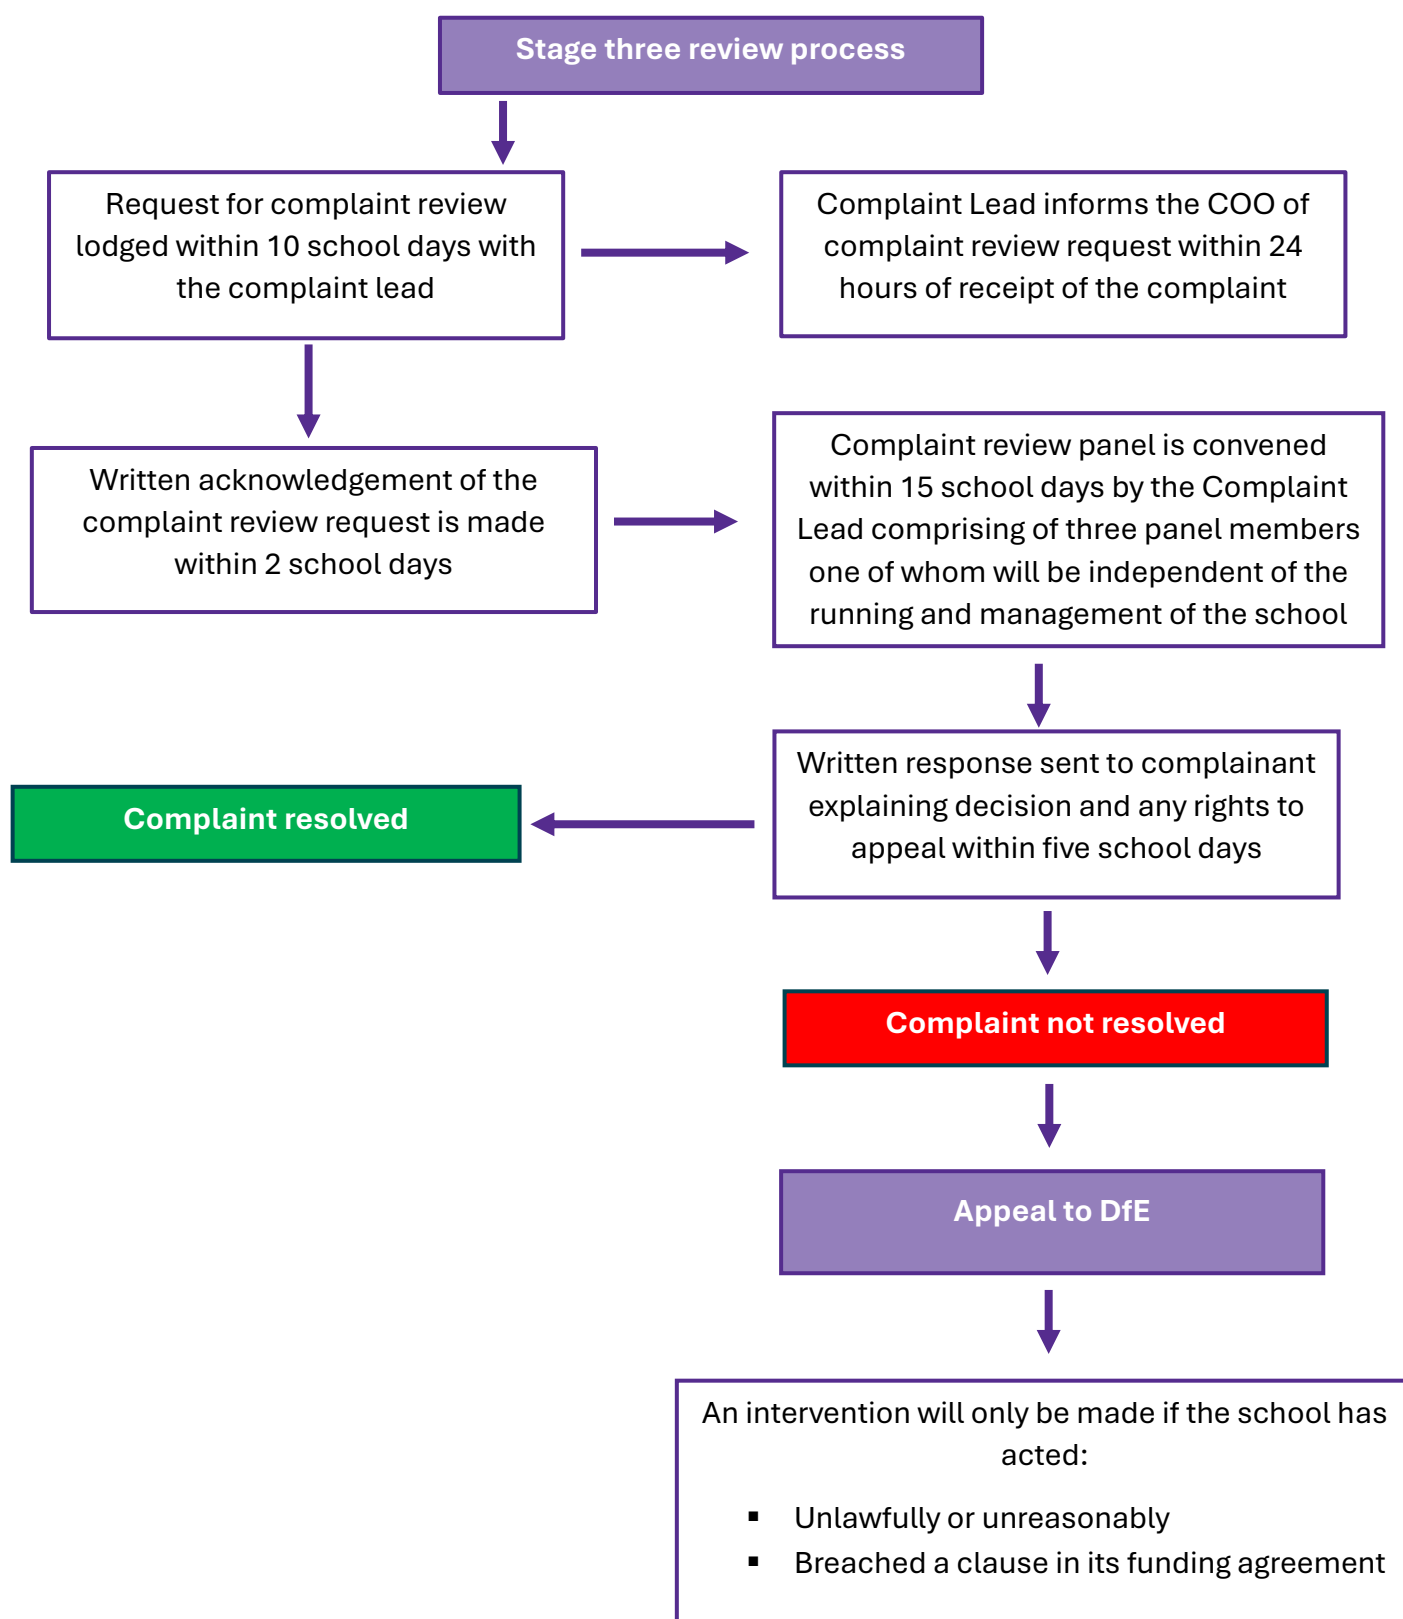 Stage three review process
Request for complaint review
lodged within 10 school days with
the complaint lead
Complaint Lead informs the COO of
complaint review request within 24
hours of receipt of the complaint
Written acknowledgement of the
complaint review request is made
within 2 school days
Complaint review panel is convened
within 15 school days by the Complaint
Lead comprising of three panel members
one of whom will be independent of the
running and management of the school
Written response sent to complainant
explaining decision and any rights to
appeal within five school days
Complaint resolved
Complaint not resolved
Appeal to DfE
An intervention will only be made if the school has
acted:
▪ Unlawfully or unreasonably
▪ Breached a clause in its funding agreement